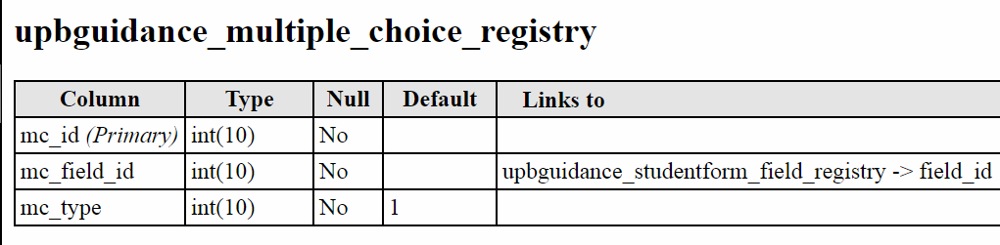 upbguidance_multiple_choice_registry
Column Type Null Default Links to
mc_id (Primary) int(10) No
mc_field_id int(10) No upbguidance_studentform_field_registry -> field_id
mc_type int(10) No 1